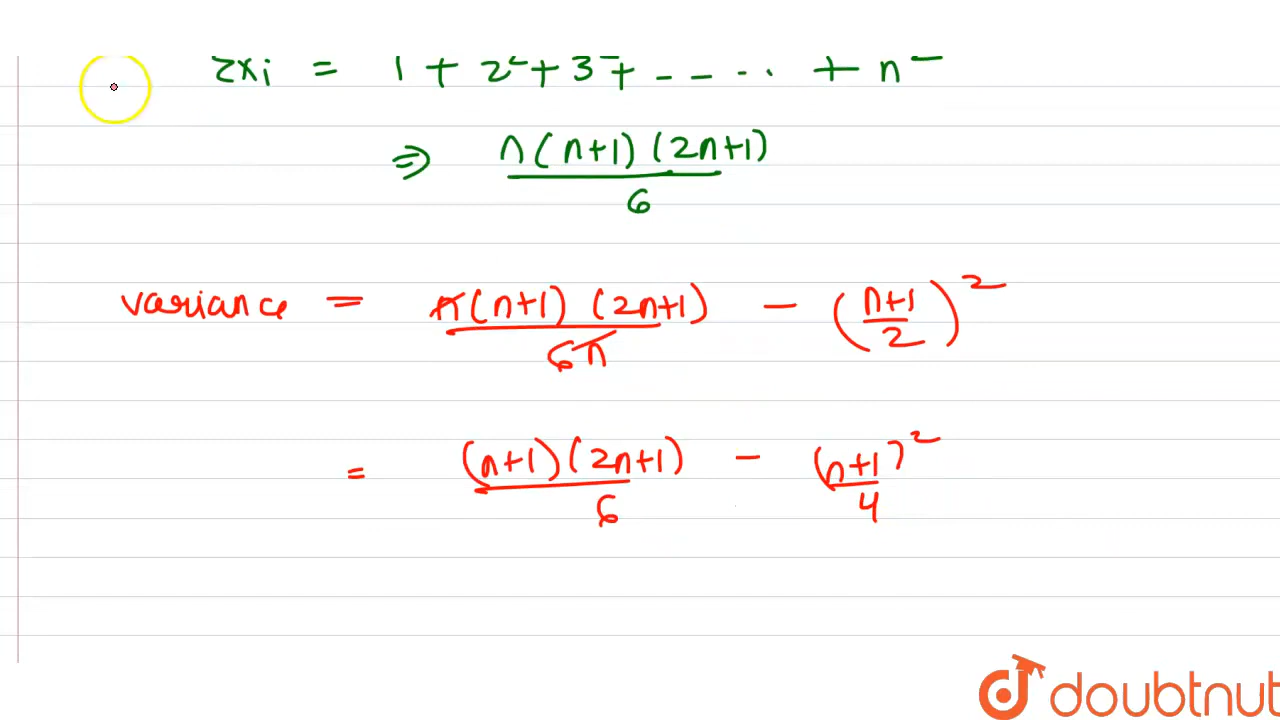 Σxi = 1 + 2² + 3² + - - - . . + n²
⇒ n(n+1)(2n+1)
6
variance = n(n+1)(2n+1) - (n+1/2)²
6n
= (n+1)(2n+1)/6 - (n+1)²/4
doubtnut